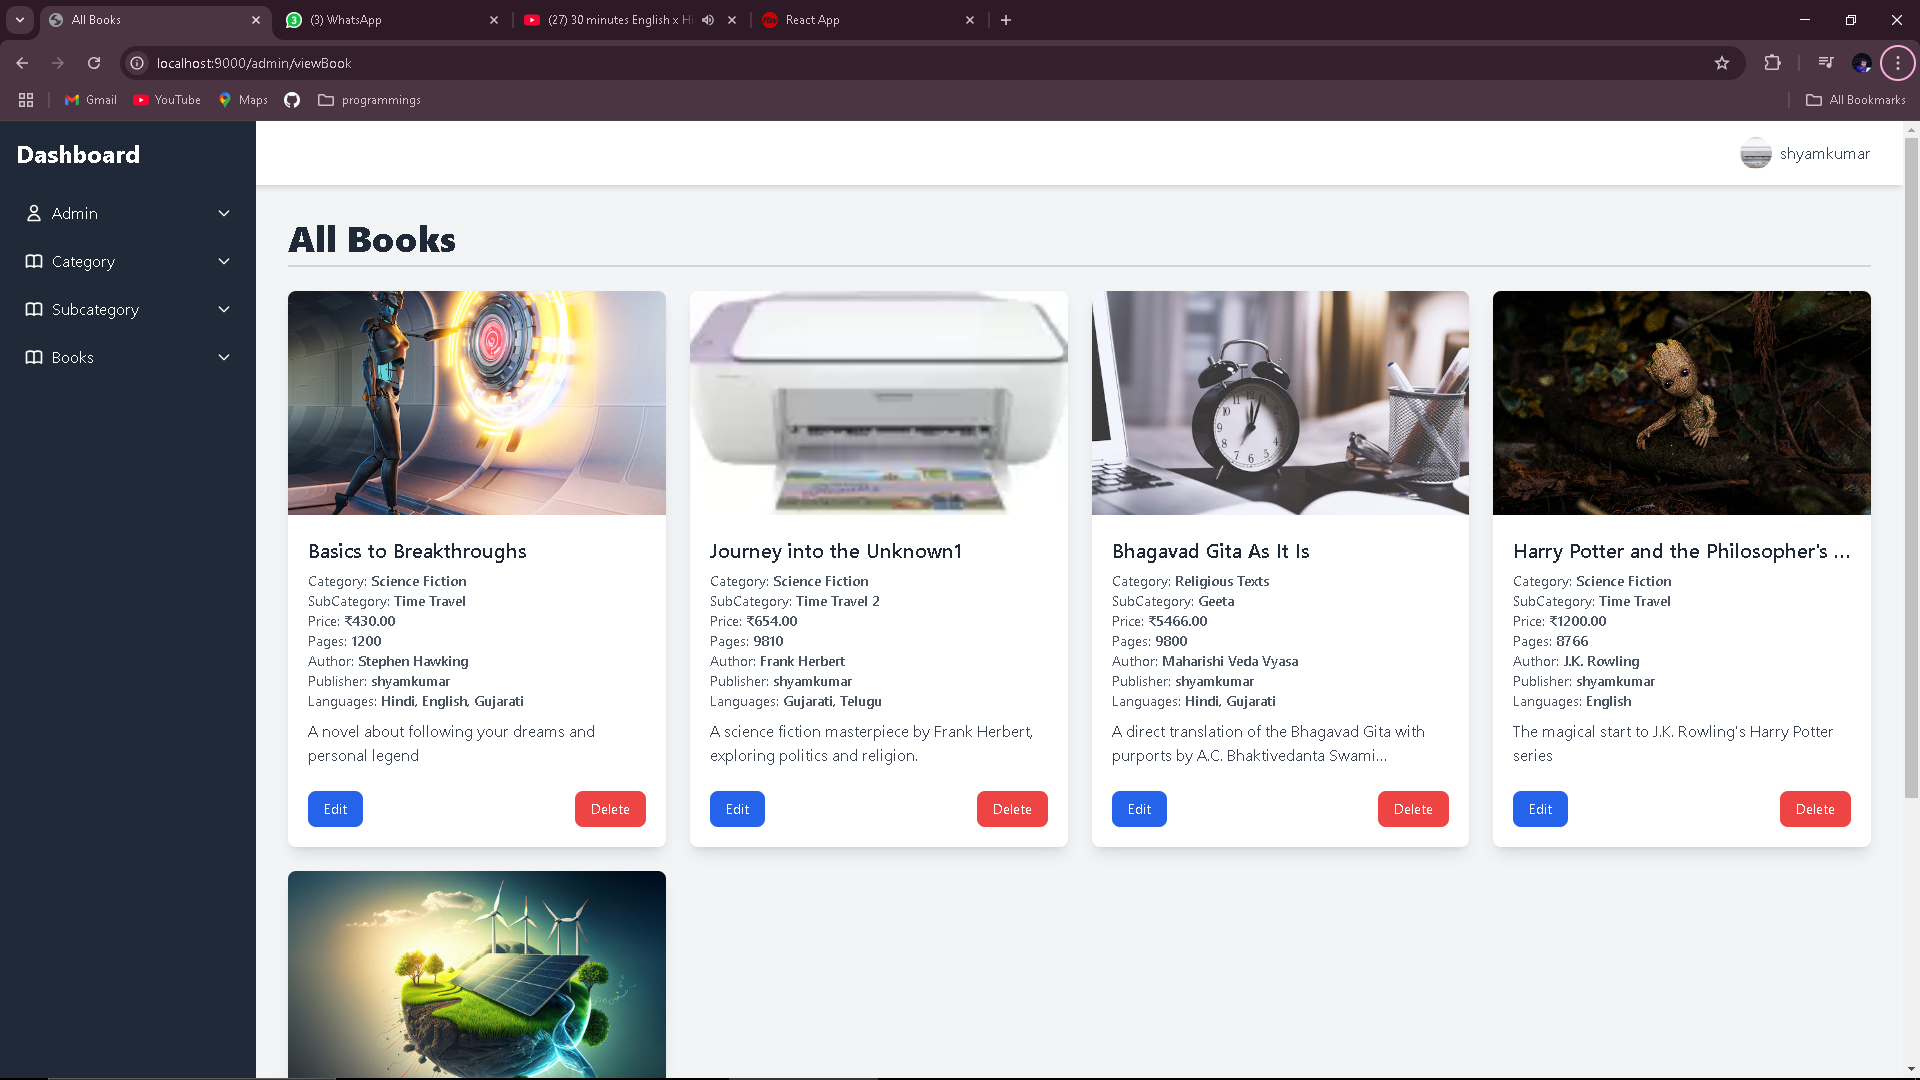 All Books
(3) WhatsApp
(27) 30 minutes English x Hi
React App
localhost:9000/admin/viewBook
Gmail
YouTube
Maps
programmings
All Bookmarks
Dashboard
shyamkumar
Admin
Category
Subcategory
Books
All Books
Basics to Breakthroughs
Category: Science Fiction
SubCategory: Time Travel
Price: ₹430.00
Pages: 1200
Author: Stephen Hawking
Publisher: shyamkumar
Languages: Hindi, English, Gujarati
A novel about following your dreams and
personal legend
Edit
Delete
Journey into the Unknown1
Category: Science Fiction
SubCategory: Time Travel 2
Price: ₹654.00
Pages: 9810
Author: Frank Herbert
Publisher: shyamkumar
Languages: Gujarati, Telugu
A science fiction masterpiece by Frank Herbert,
exploring politics and religion.
Edit
Delete
Bhagavad Gita As It Is
Category: Religious Texts
SubCategory: Geeta
Price: ₹5466.00
Pages: 9800
Author: Maharishi Veda Vyasa
Publisher: shyamkumar
Languages: Hindi, Gujarati
A direct translation of the Bhagavad Gita with
purports by A.C. Bhaktivedanta Swami...
Edit
Delete
Harry Potter and the Philosopher's ...
Category: Science Fiction
SubCategory: Time Travel
Price: ₹1200.00
Pages: 8766
Author: J.K. Rowling
Publisher: shyamkumar
Languages: English
The magical start to J.K. Rowling's Harry Potter
series
Edit
Delete